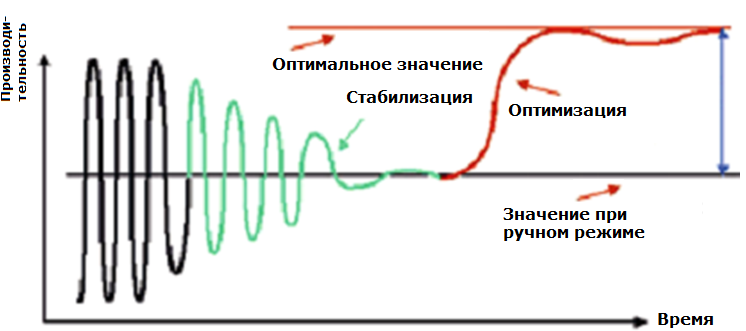 Производи-
тельность
Оптимальное значение
Стабилизация
Оптимизация
Значение при
ручном режиме
Время